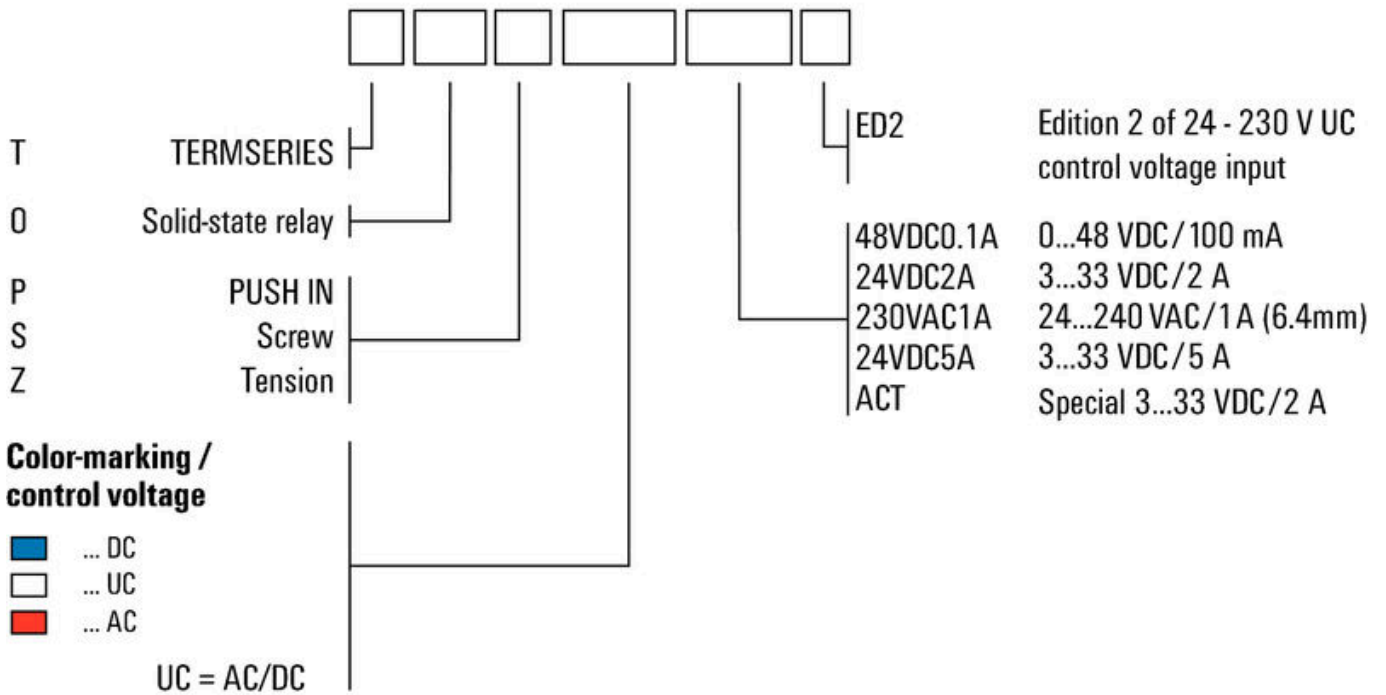 T TERMSERIES
O Solid-state relay
P PUSH IN
S Screw
Z Tension
Color-marking /
control voltage
... DC
... UC
... AC
UC = AC/DC
ED2 Edition 2 of 24 - 230 V UC
control voltage input
48VDC0.1A 0...48 VDC/100 mA
24VDC2A 3...33 VDC/2 A
230VAC1A 24...240 VAC/1A (6.4mm)
24VDC5A 3...33 VDC/5 A
ACT Special 3...33 VDC/2 A